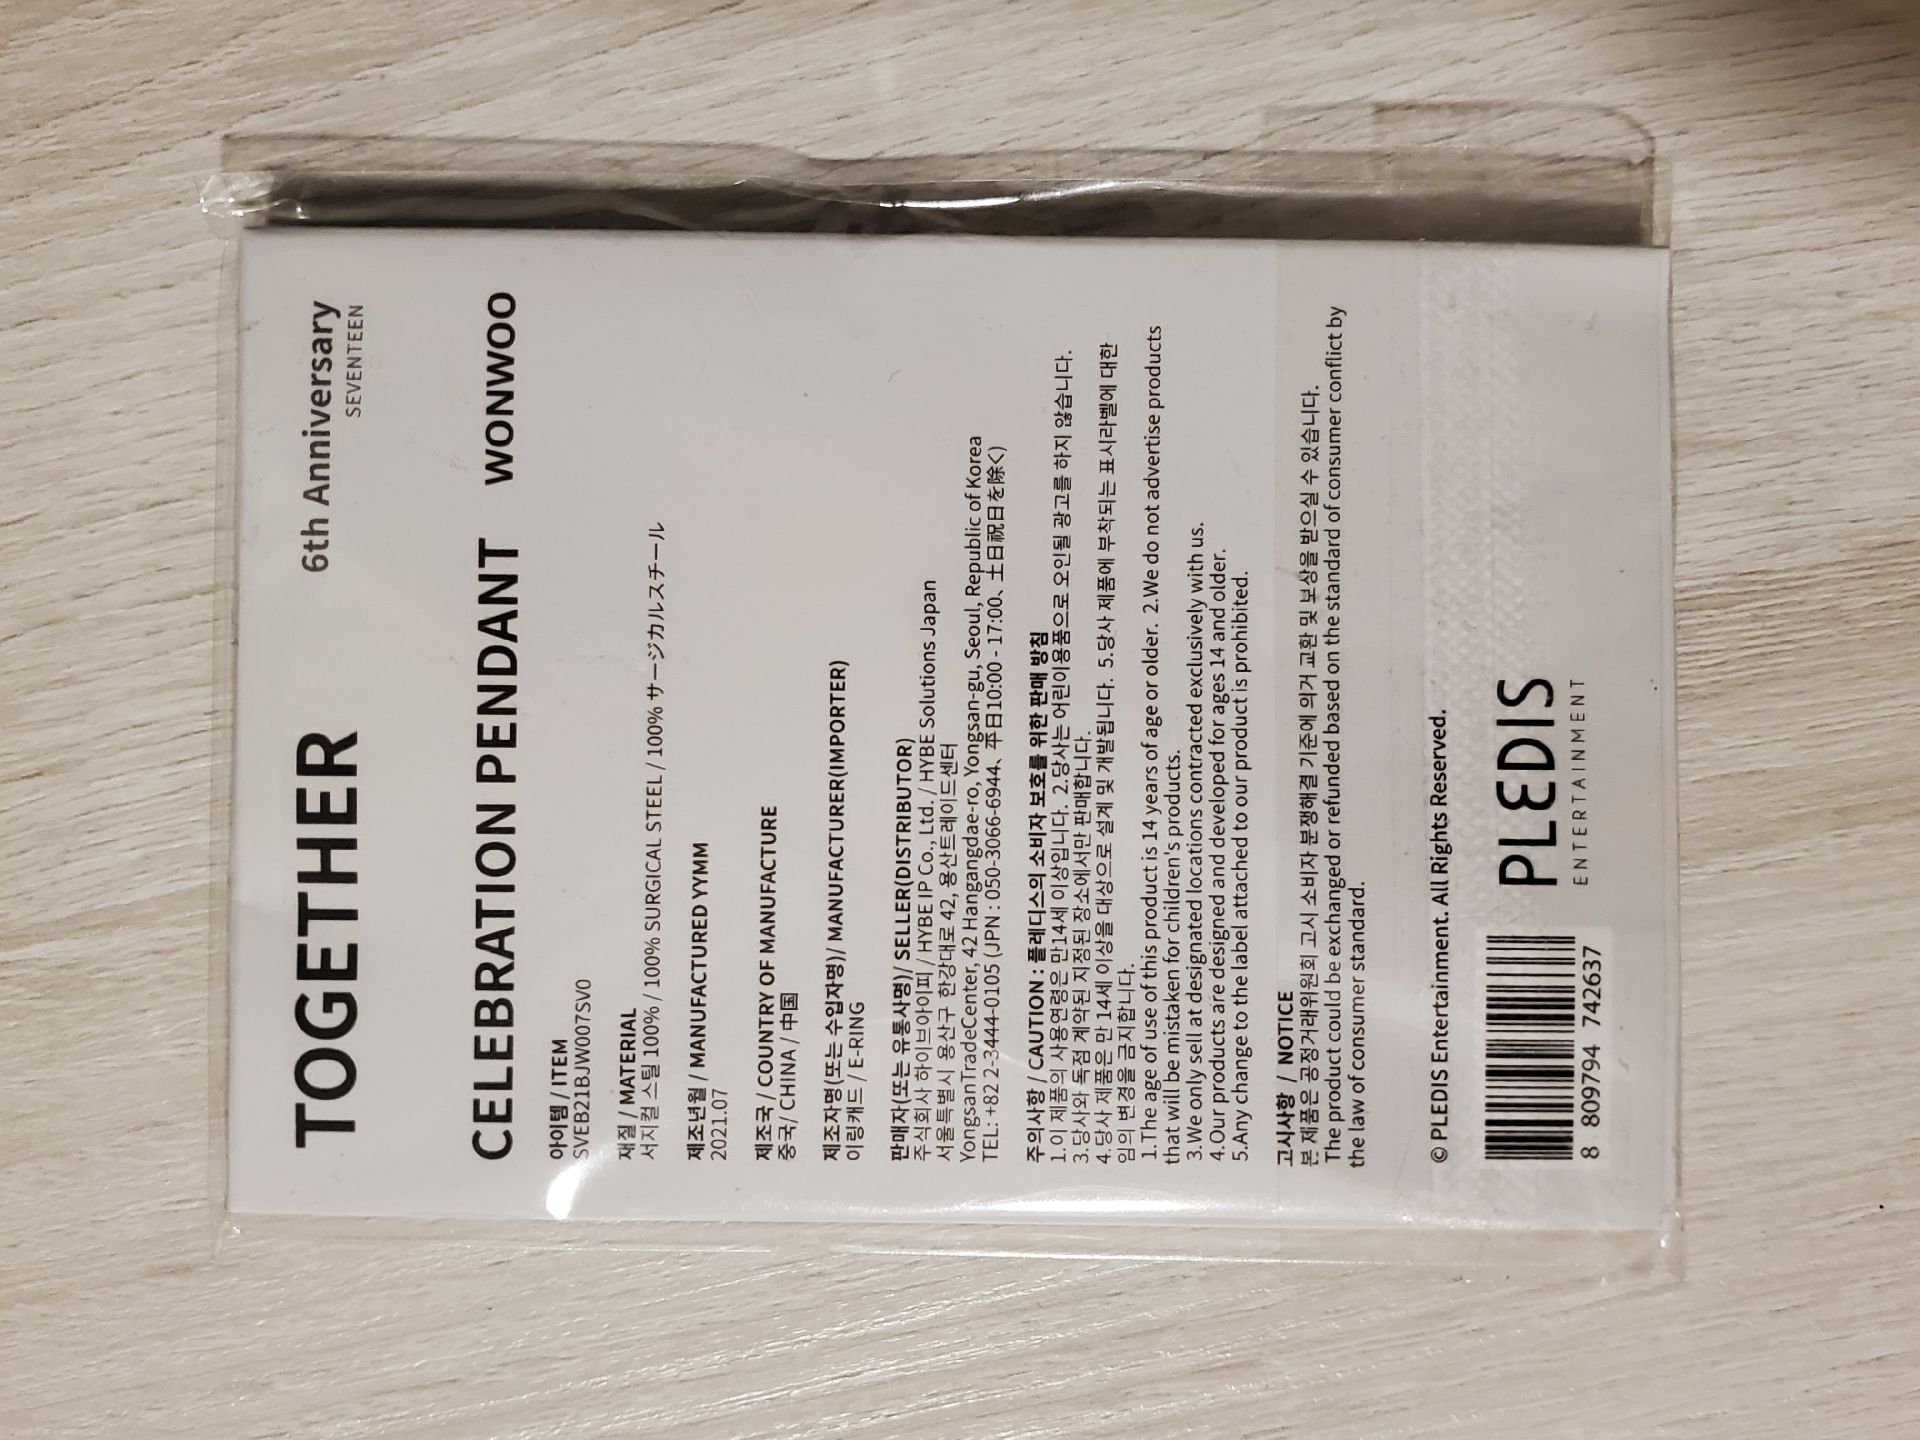 TOGETHER
6th Anniversary
SEVENTEEN
CELEBRATION PENDANT WONWOO
아이템 / ITEM
SVEB21BJW007SV0
재질 / MATERIAL
서지컬 스틸 100% / 100% SURGICAL STEEL / 100% サージカルスチール
제조년월 / MANUFACTURED YYMM
2021.07
제조국 / COUNTRY OF MANUFACTURE
중국 / CHINA / 中国
제조자명(또는 수입자명) / MANUFACTURER(IMPORTER)
이링캐드 / E-RING
판매자(또는 유통사명) / SELLER(DISTRIBUTOR)
주식회사 하이브아이피 / HYBE IP Co., Ltd. / HYBE Solutions Japan
서울특별시 용산구 한강대로 42, 용산트레이드센터
YongsanTradeCenter, 42 Hangangdae-ro, Yongsan-gu, Seoul, Republic of Korea
TEL: +82 2-3444-0105 (JPN : 050-3066-6944、平日10:00 - 17:00、土日祝日を除く)
주의사항 / CAUTION : 플레디스의 소비자 보호를 위한 판매 방침
1.이 제품의 사용연령은 만14세 이상입니다. 2.당사는 어린이용품으로 오인될 광고를 하지 않습니다.
3.당사와 독점 계약된 지정된 장소에서만 판매합니다.
4.당사 제품은 만 14세 이상을 대상으로 설계 및 개발됩니다. 5.당사 제품에 부착되는 표시라벨에 대한
임의 변경을 금지합니다.
1.The age of use of this product is 14 years of age or older. 2.We do not advertise products
that will be mistaken for children's products.
3.We only sell at designated locations contracted exclusively with us.
4.Our products are designed and developed for ages 14 and older.
5.Any change to the label attached to our product is prohibited.
고시사항 / NOTICE
본 제품은 공정거래위원회 고시 소비자 분쟁해결 기준에 의거 교환 및 보상을 받으실 수 있습니다.
The product could be exchanged or refunded based on the standard of consumer conflict by
the law of consumer standard.
© PLEDIS Entertainment. All Rights Reserved.
8 809794 742637
PLEDIS
ENTERTAINMENT